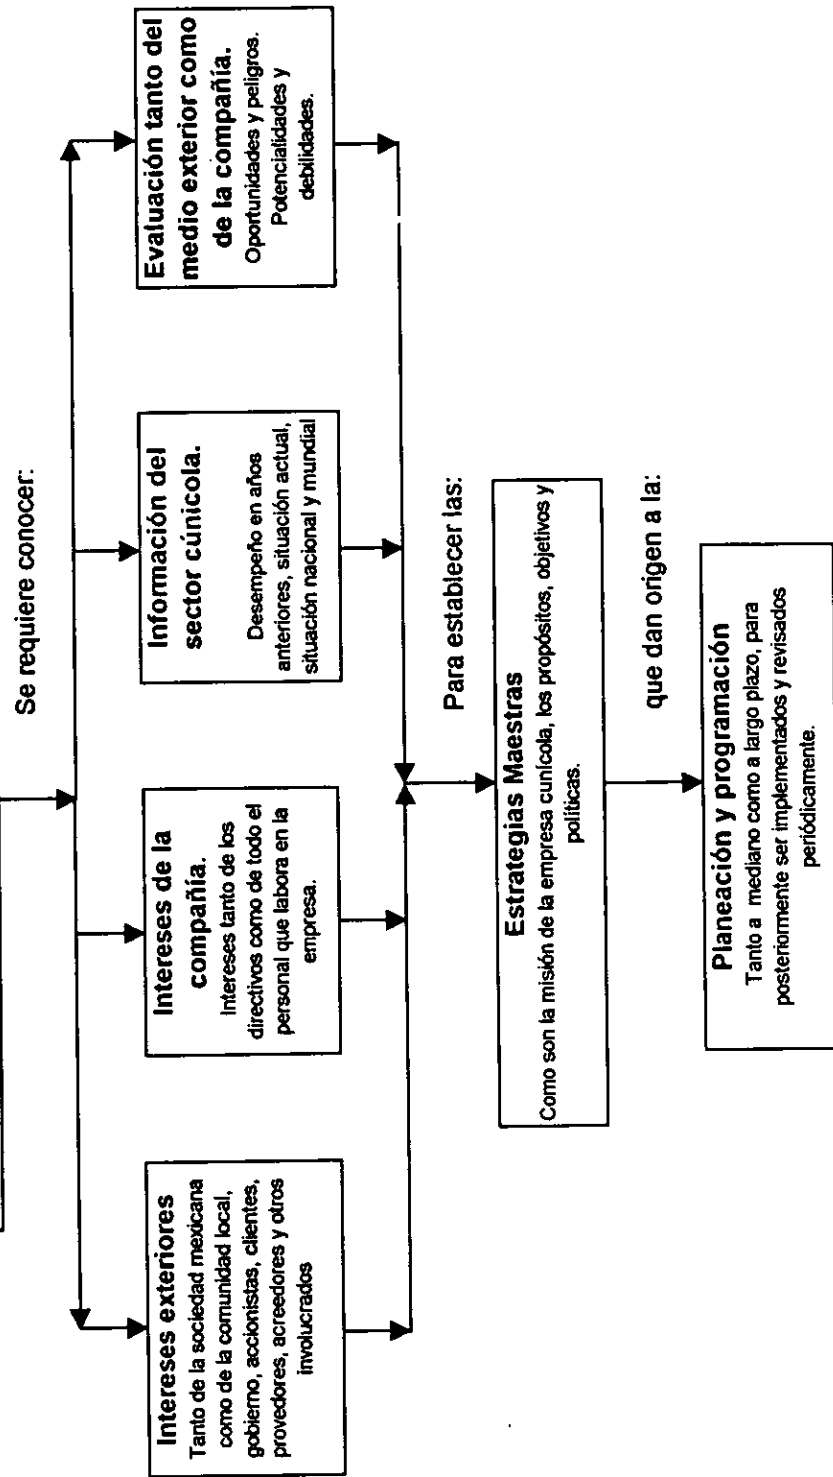 Se requiere conocer:
Intereses exteriores
Tanto de la sociedad mexicana
como de la comunidad local,
gobierno, accionistas, clientes,
provedores, acreedores y otros
involucrados
Intereses de la
compañía.
Intereses tanto de los
directivos como de todo el
personal que labora en la
empresa.
Información del
sector cúnicola.
Desempeño en años
anteriores, situación actual,
situación nacional y mundial
Evaluación tanto del
medio exterior como
de la compañía.
Oportunidades y peligros.
Potencialidades y
debilidades.
Para establecer las:
Estrategias Maestras
Como son la misión de la empresa cunícola, los propósitos, objetivos y
políticas.
que dan origen a la:
Planeación y programación
Tanto a mediano como a largo plazo, para
posteriormente ser implementados y revisados
periódicamente.